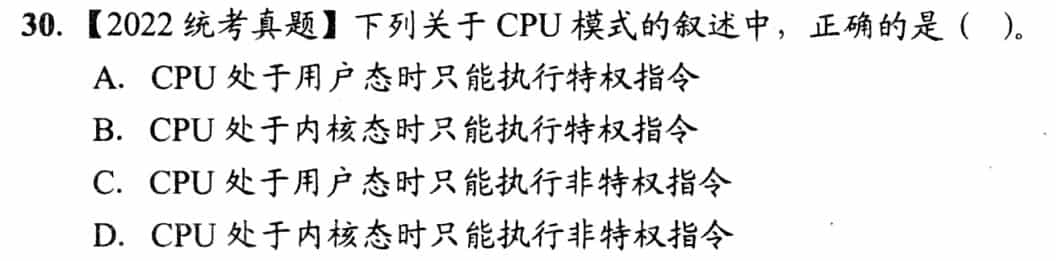 30.【2022 统考真题】下列关于 CPU 模式的叙述中，正确的是（ ）。
A. CPU 处于用户态时只能执行特权指令
B. CPU 处于内核态时只能执行特权指令
C. CPU 处于用户态时只能执行非特权指令
D. CPU 处于内核态时只能执行非特权指令